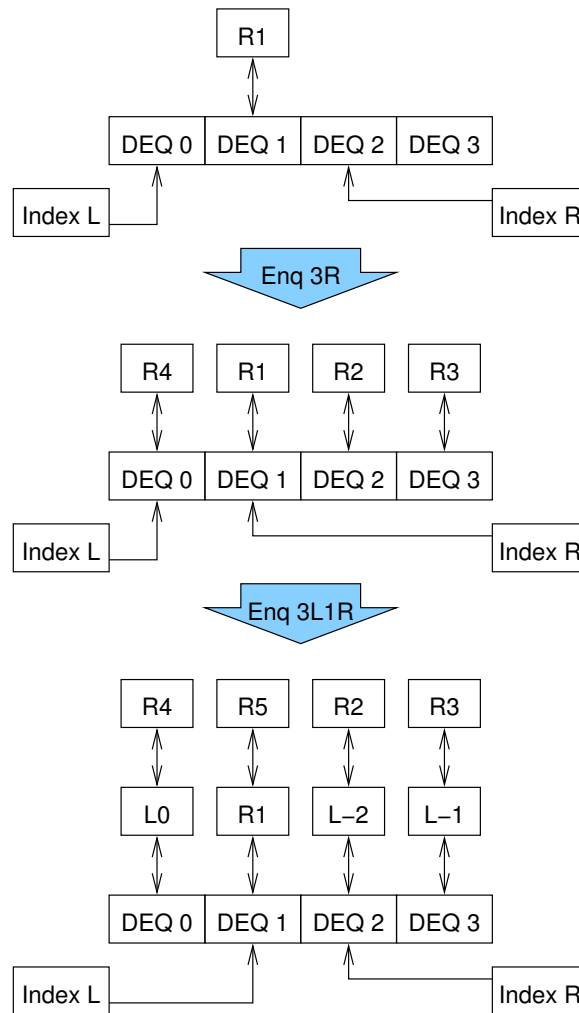 R1
DEQ 0 DEQ 1 DEQ 2 DEQ 3
Index L Index R
Enq 3R
R4 R1 R2 R3
DEQ 0 DEQ 1 DEQ 2 DEQ 3
Index L Index R
Enq 3L1R
R4 R5 R2 R3
L0 R1 L−2 L−1
DEQ 0 DEQ 1 DEQ 2 DEQ 3
Index L Index R